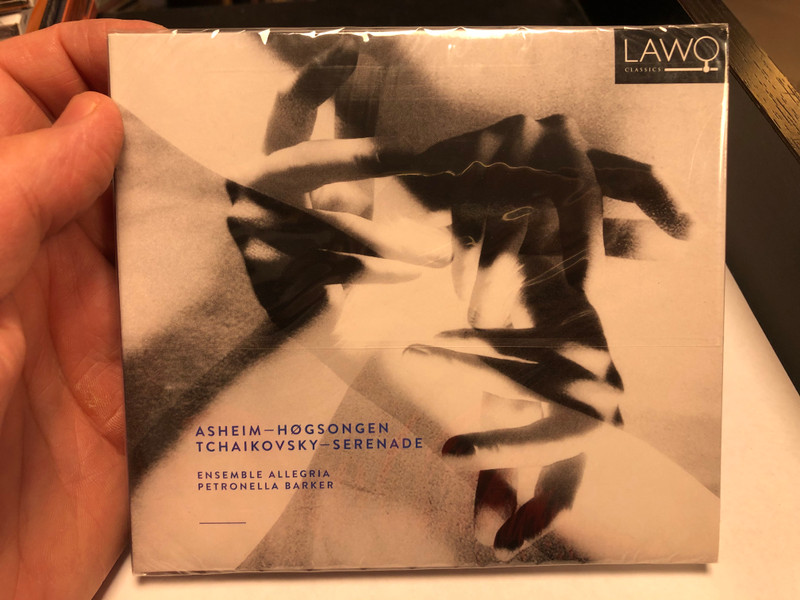 LAWO
CLASSICS
ASHEIM–HØGSONGEN
TCHAIKOVSKY–SERENADE
ENSEMBLE ALLEGRIA
PETRONELLA BARKER